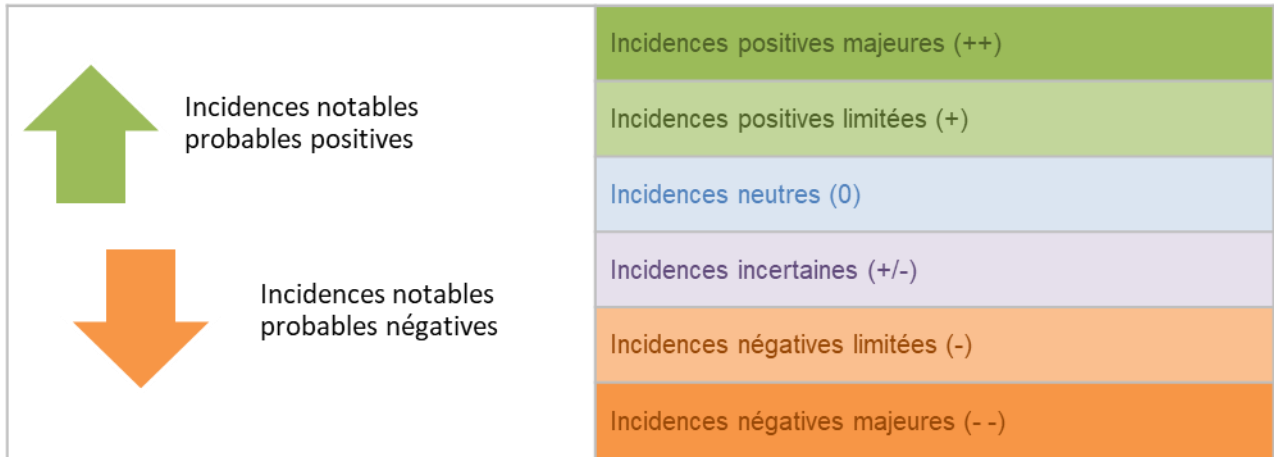 Incidences notables
probables positives
Incidences notables
probables négatives
Incidences positives majeures (++)
Incidences positives limitées (+)
Incidences neutres (0)
Incidences incertaines (+/-)
Incidences négatives limitées (-)
Incidences négatives majeures (- -)